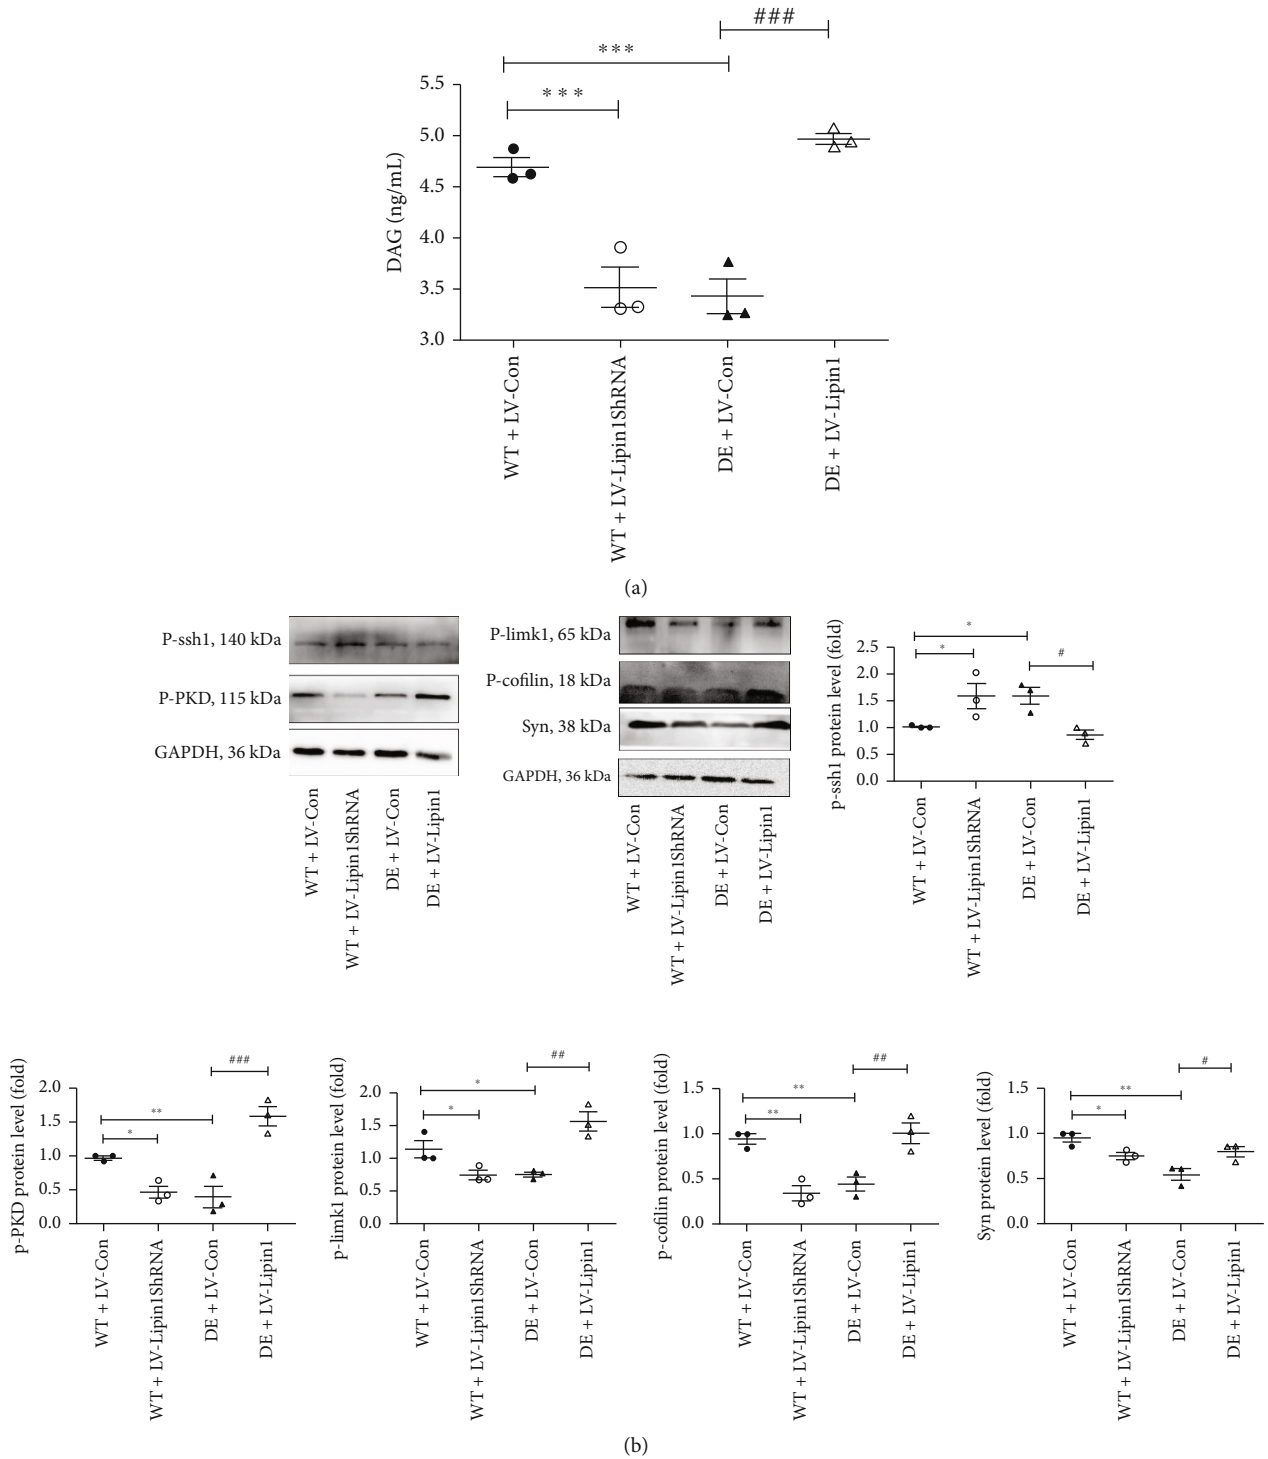 ###
***
* * *
5.5
5.0
4.5
4.0
3.5
3.0
DAG (ng/mL)
WT + LV-Con
WT + LV-Lipin1ShRNA
DE + LV-Con
DE + LV-Lipin1
(a)
P-ssh1, 140 kDa
P-PKD, 115 kDa
GAPDH, 36 kDa
WT + LV-Con
WT + LV-Lipin1ShRNA
DE + LV-Con
DE + LV-Lipin1
P-limk1, 65 kDa
P-cofilin, 18 kDa
Syn, 38 kDa
GAPDH, 36 kDa
WT + LV-Con
WT + LV-Lipin1ShRNA
DE + LV-Con
DE + LV-Lipin1
*
*
#
2.5
2.0
1.5
1.0
0.5
0.0
p-ssh1 protein level (fold)
WT + LV-Con
WT + LV-Lipin1ShRNA
DE + LV-Con
DE + LV-Lipin1
###
**
*
2.0
1.5
1.0
0.5
0.0
p-PKD protein level (fold)
WT + LV-Con
WT + LV-Lipin1ShRNA
DE + LV-Con
DE + LV-Lipin1
##
*
*
2.0
1.5
1.0
0.5
0.0
p-limk1 protein level (fold)
WT + LV-Con
WT + LV-Lipin1ShRNA
DE + LV-Con
DE + LV-Lipin1
##
**
**
1.5
1.0
0.5
0.0
p-cofilin protein level (fold)
WT + LV-Con
WT + LV-Lipin1ShRNA
DE + LV-Con
DE + LV-Lipin1
#
**
*
1.5
1.0
0.5
0.0
Syn protein level (fold)
WT + LV-Con
WT + LV-Lipin1ShRNA
DE + LV-Con
DE + LV-Lipin1
(b)